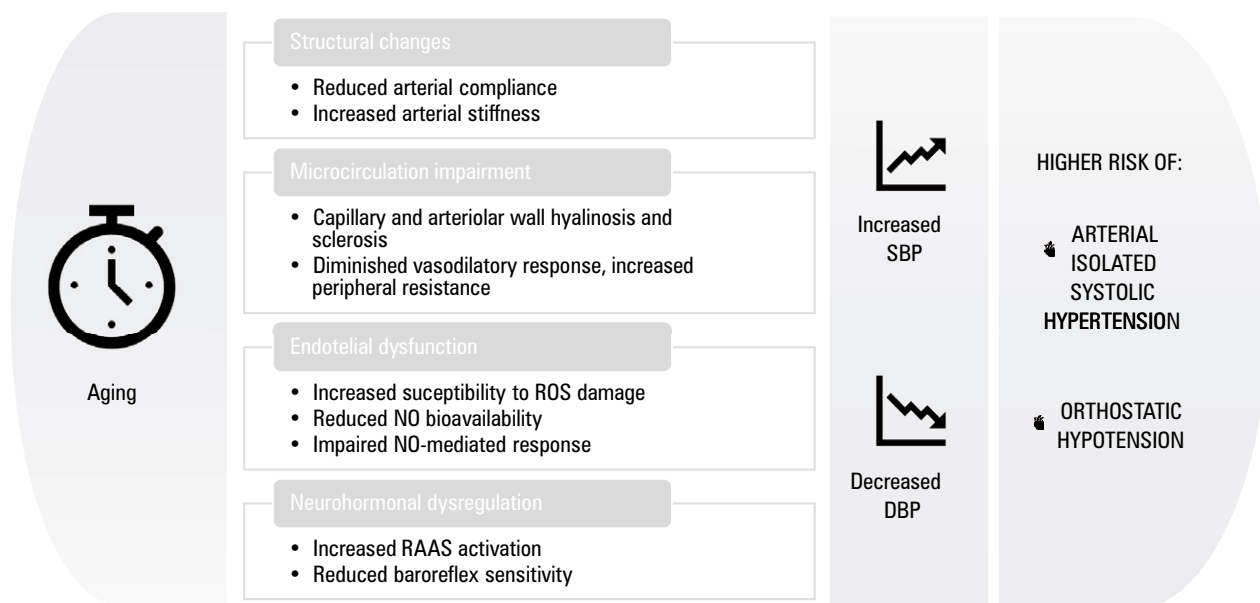 Aging
Structural changes
• Reduced arterial compliance
• Increased arterial stiffness
Microcirculation impairment
• Capillary and arteriolar wall hyalinosis and
sclerosis
• Diminished vasodilatory response, increased
peripheral resistance
Endotelial dysfunction
• Increased suceptibility to ROS damage
• Reduced NO bioavailability
• Impaired NO-mediated response
Neurohormonal dysregulation
• Increased RAAS activation
• Reduced baroreflex sensitivity
Increased
SBP
Decreased
DBP
HIGHER RISK OF:
ARTERIAL
ISOLATED
SYSTOLIC
HYPERTENSION
ORTHOSTATIC
HYPOTENSION